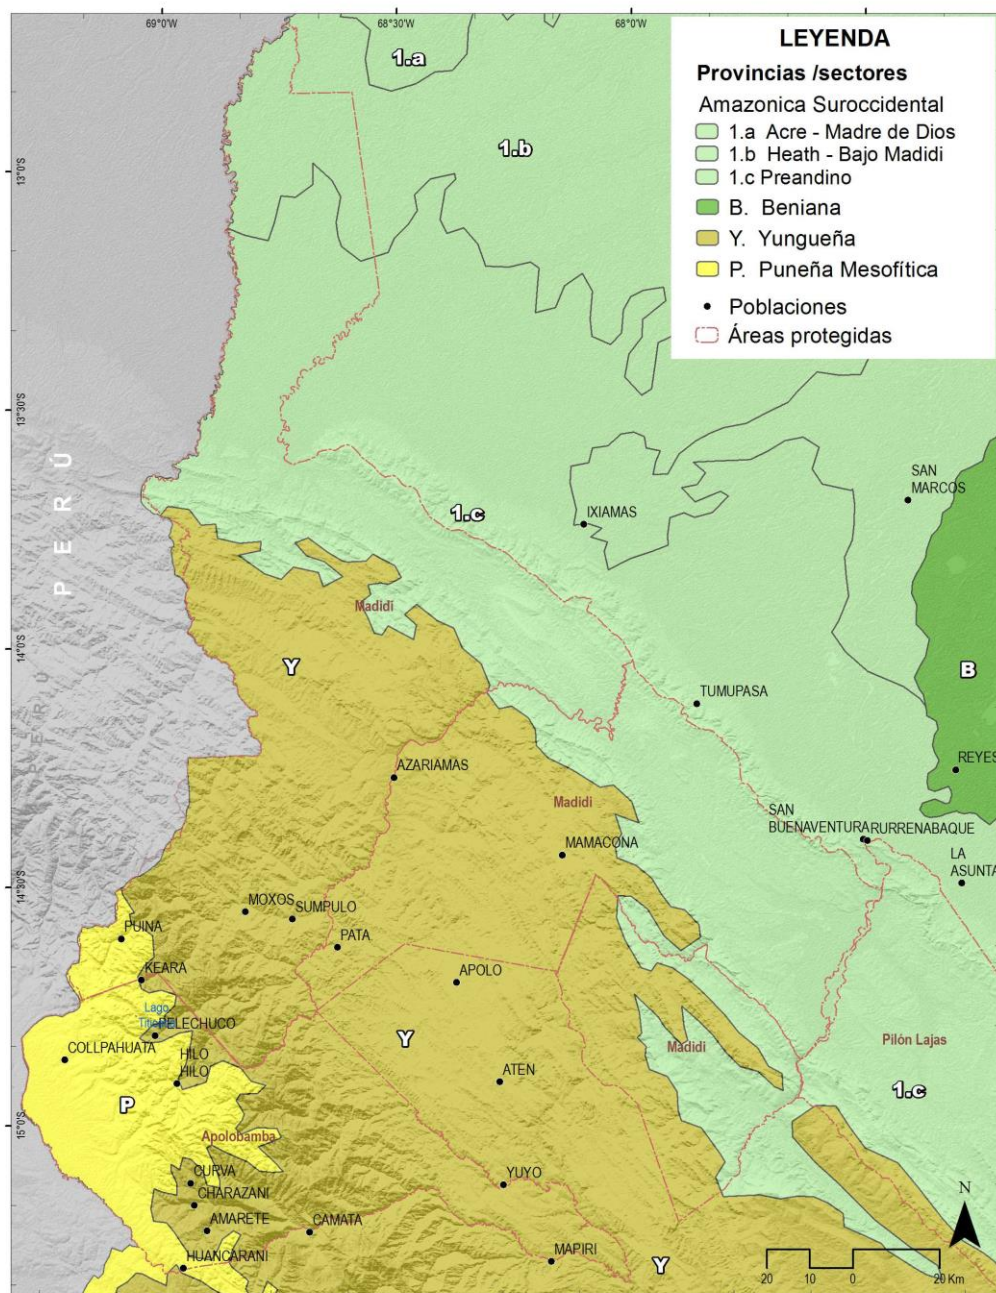 69°0'W
68°30'W
68°0'W
LEYENDA
Provincias /sectores
Amazonica Suroccidental
1.a Acre - Madre de Dios
1.b Heath - Bajo Madidi
1.c Preandino
B. Beniana
Y. Yungueña
P. Puneña Mesofítica
Poblaciones
Áreas protegidas
1.a
1.b
13°0'S
13°30'S
PERÚ
SAN
MARCOS
IXIAMAS
1.c
Madidi
14°0'S
Y
B
TUMUPASA
REYES
AZARIAMAS
Madidi
SAN
BUENAVENTURA
RURRENABAQUE
MAMACONA
LA
ASUNTA
14°30'S
MOXOS
SUMPULO
PUINA
PATA
KEARA
APOLO
Lago
PELECHUCO
Y
Madidi
Pilón Lajas
COLLPAHUATA
HILO
HILO
ATEN
1.c
P
15°0'S
Apolobamba
CURVA
YUYO
CHARAZANI
AMARETE
CAMATA
N
HUANCARANI
MAPIRI
Y
20 10 0 20 Km